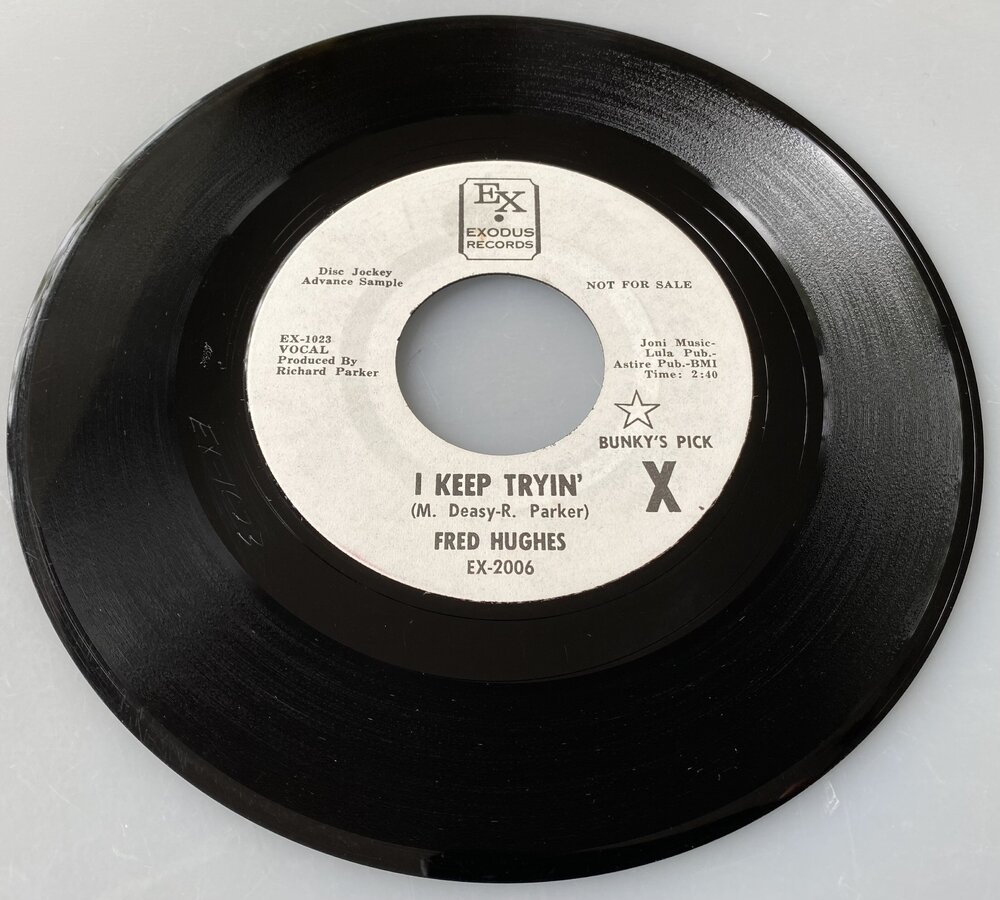 EX
EXODUS
RECORDS
Disc Jockey
Advance Sample
NOT FOR SALE
EX-1023
VOCAL
Produced By
Richard Parker
Joni Music-
Lula Pub.-
Astire Pub.-BMI
Time: 2:40
BUNKY'S PICK
X
I KEEP TRYIN'
(M. Deasy-R. Parker)
FRED HUGHES
EX-2006